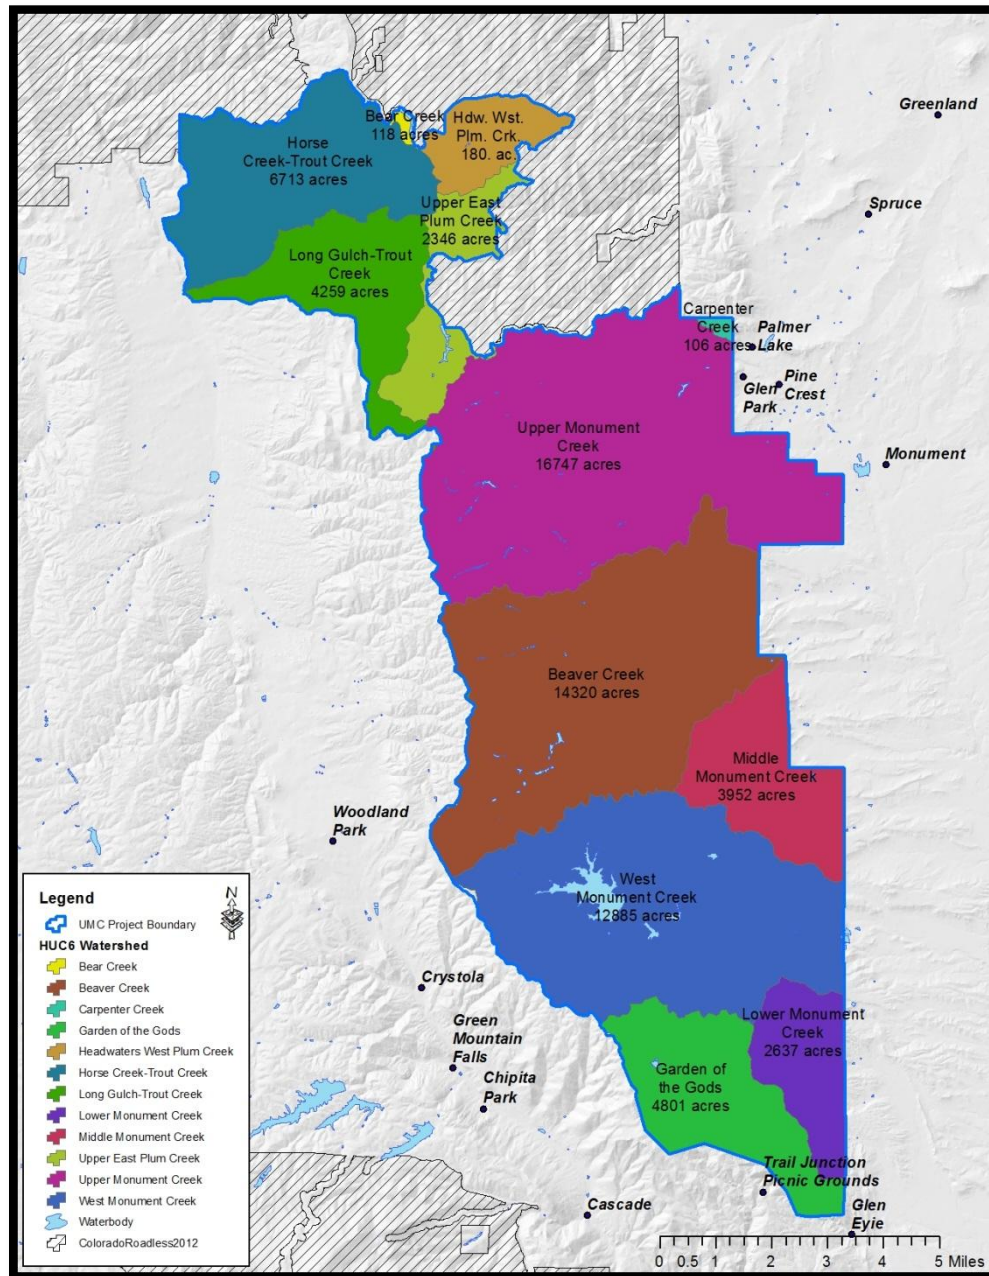 Greenland
Bear Creek
118 acres
Hdw. Wst.
Plm. Crk.
180. ac.
Horse
Creek-Trout Creek
6713 acres
Spruce
Upper East
Plum Creek
2346 acres
Long Gulch-Trout
Creek
4259 acres
Carpenter
Creek
106 acres
Palmer
Lake
Glen
Park
Pine
Crest
Upper Monument
Creek
16747 acres
Monument
Beaver Creek
14320 acres
Middle
Monument Creek
3952 acres
Woodland
Park
West
Monument Creek
12885 acres
Crystola
Green
Mountain
Falls
Chipita
Park
Lower Monument
Creek
2637 acres
Garden of
the Gods
4801 acres
Trail Junction
Picnic Grounds
Cascade
Glen
Eyie
Legend
N
UMC Project Boundary
HUC6 Watershed
Bear Creek
Beaver Creek
Carpenter Creek
Garden of the Gods
Headwaters West Plum Creek
Horse Creek-Trout Creek
Long Gulch-Trout Creek
Lower Monument Creek
Middle Monument Creek
Upper East Plum Creek
Upper Monument Creek
West Monument Creek
Waterbody
ColoradoRoadless2012
0 0.5 1 2 3 4 5 Miles